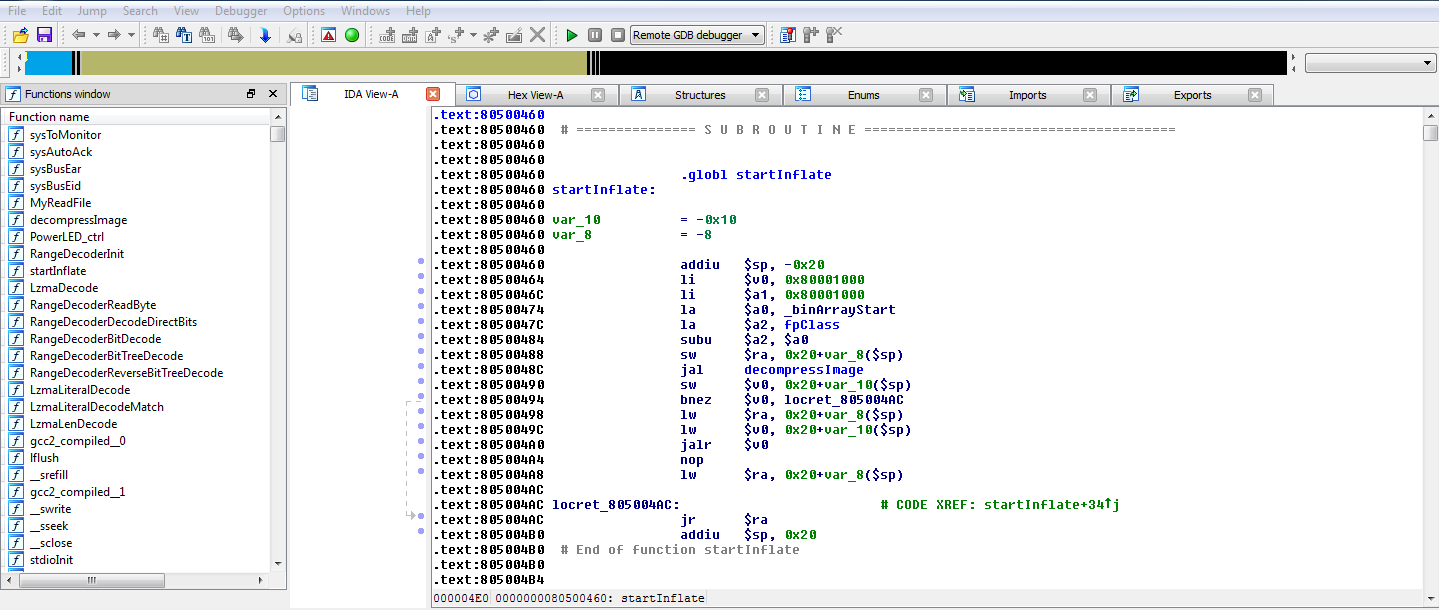 File Edit Jump Search View Debugger Options Windows Help
Remote GDB debugger
Functions window
IDA View-A
Hex View-A
Structures
Enums
Imports
Exports
Function name
sysToMonitor
sysAutoAck
sysBusEar
sysBusEid
MyReadFile
decompressImage
PowerLED_ctrl
RangeDecoderInit
startInflate
LzmaDecode
RangeDecoderReadByte
RangeDecoderDecodeDirectBits
RangeDecoderBitDecode
RangeDecoderBitTreeDecode
RangeDecoderReverseBitTreeDecode
LzmaLiteralDecode
LzmaLiteralDecodeMatch
LzmaLenDecode
gcc2_compiled__0
lflush
__srefill
gcc2_compiled__1
__swrite
__sseek
__sclose
stdioInit
.text:80500460
.text:80500460 # =============== S U B R O U T I N E =======================================
.text:80500460
.text:80500460
.text:80500460 .globl startInflate
.text:80500460 startInflate:
.text:80500460
.text:80500460 var_10 = -0x10
.text:80500460 var_8 = -8
.text:80500460
.text:80500460 addiu $sp, -0x20
.text:80500464 li $v0, 0x80001000
.text:8050046C li $a1, 0x80001000
.text:80500474 la $a0, _binArrayStart
.text:8050047C la $a2, fpClass
.text:80500484 subu $a2, $a0
.text:80500488 sw $ra, 0x20+var_8($sp)
.text:8050048C jal decompressImage
.text:80500490 sw $v0, 0x20+var_10($sp)
.text:80500494 bnez $v0, locret_805004AC
.text:80500498 lw $ra, 0x20+var_8($sp)
.text:8050049C lw $v0, 0x20+var_10($sp)
.text:805004A0 jalr $v0
.text:805004A4 nop
.text:805004A8 lw $ra, 0x20+var_8($sp)
.text:805004AC
.text:805004AC locret_805004AC: # CODE XREF: startInflate+34↑j
.text:805004AC jr $ra
.text:805004B0 addiu $sp, 0x20
.text:805004B0 # End of function startInflate
.text:805004B0
.text:805004B4
000004E0 0000000080500460: startInflate